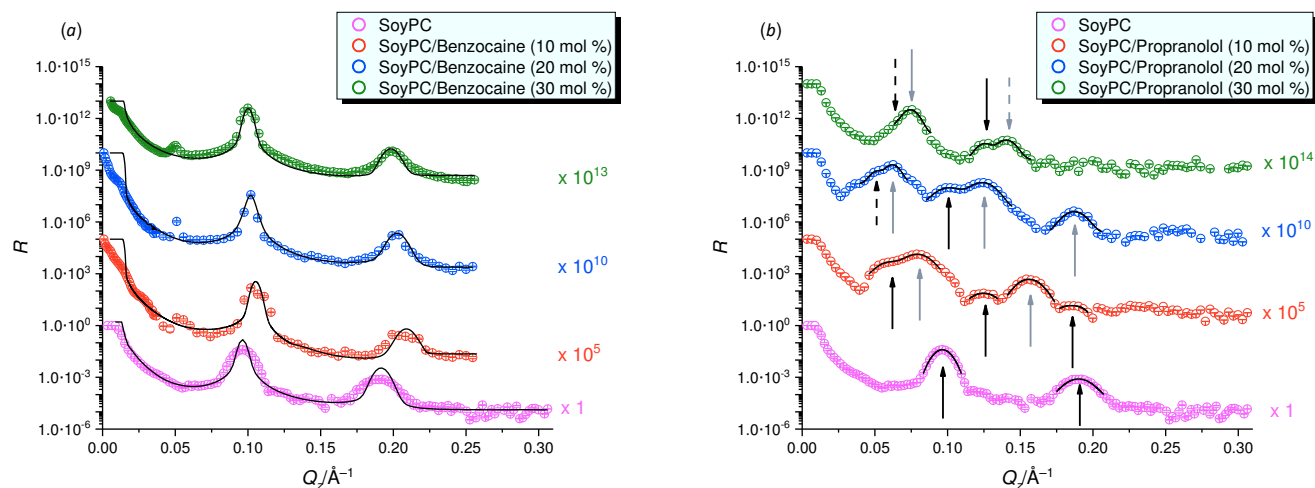 (a)
SoyPC
SoyPC/Benzocaine (10 mol %)
SoyPC/Benzocaine (20 mol %)
SoyPC/Benzocaine (30 mol %)
1.0·10^15
1.0·10^12
1.0·10^9
1.0·10^6
1.0·10^3
1.0·10^0
1.0·10^-3
1.0·10^-6
R
x 10^13
x 10^10
x 10^5
x 1
0.00 0.05 0.10 0.15 0.20 0.25 0.30
Q_z/Å^-1
(b)
SoyPC
SoyPC/Propranolol (10 mol %)
SoyPC/Propranolol (20 mol %)
SoyPC/Propranolol (30 mol %)
1.0·10^15
1.0·10^12
1.0·10^9
1.0·10^6
1.0·10^3
1.0·10^0
1.0·10^-3
1.0·10^-6
R
x 10^14
x 10^10
x 10^5
x 1
0.00 0.05 0.10 0.15 0.20 0.25 0.30
Q_z/Å^-1